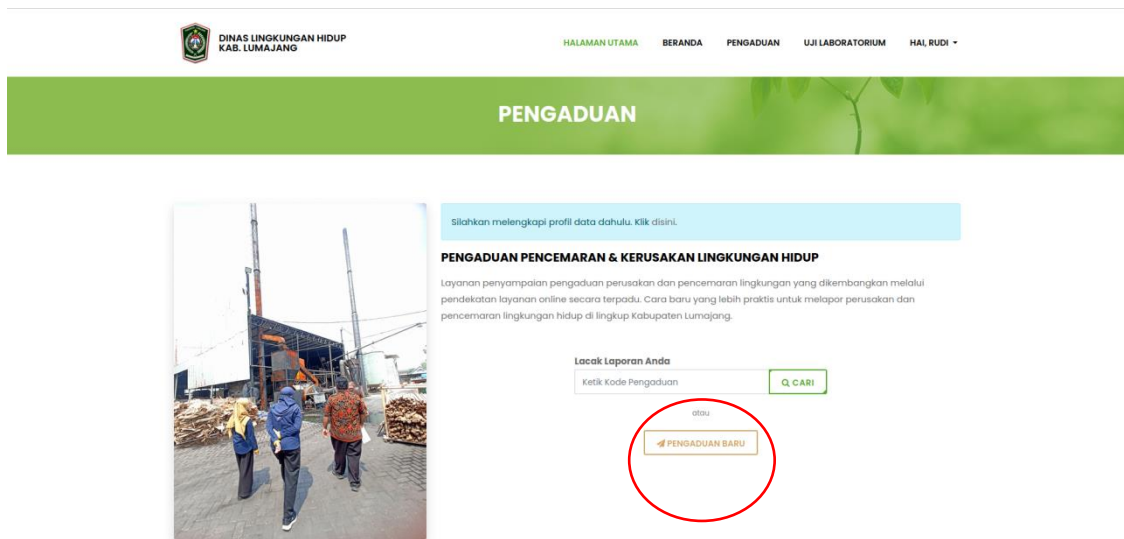 DINAS LINGKUNGAN HIDUP
KAB. LUMAJANG
HALAMAN UTAMA BERANDA PENGADUAN UJI LABORATORIUM HAI, RUDI
PENGADUAN
Silahkan melengkapi profil data dahulu. Klik disini.
PENGADUAN PENCEMARAN & KERUSAKAN LINGKUNGAN HIDUP
Layanan penyampaian pengaduan perusakan dan pencemaran lingkungan yang dikembangkan melalui
pendekatan layanan online secara terpadu. Cara baru yang lebih praktis untuk melapor perusakan dan
pencemaran lingkungan hidup di lingkup Kabupaten Lumajang.
Lacak Laporan Anda
Ketik Kode Pengaduan CARI
atau
PENGADUAN BARU